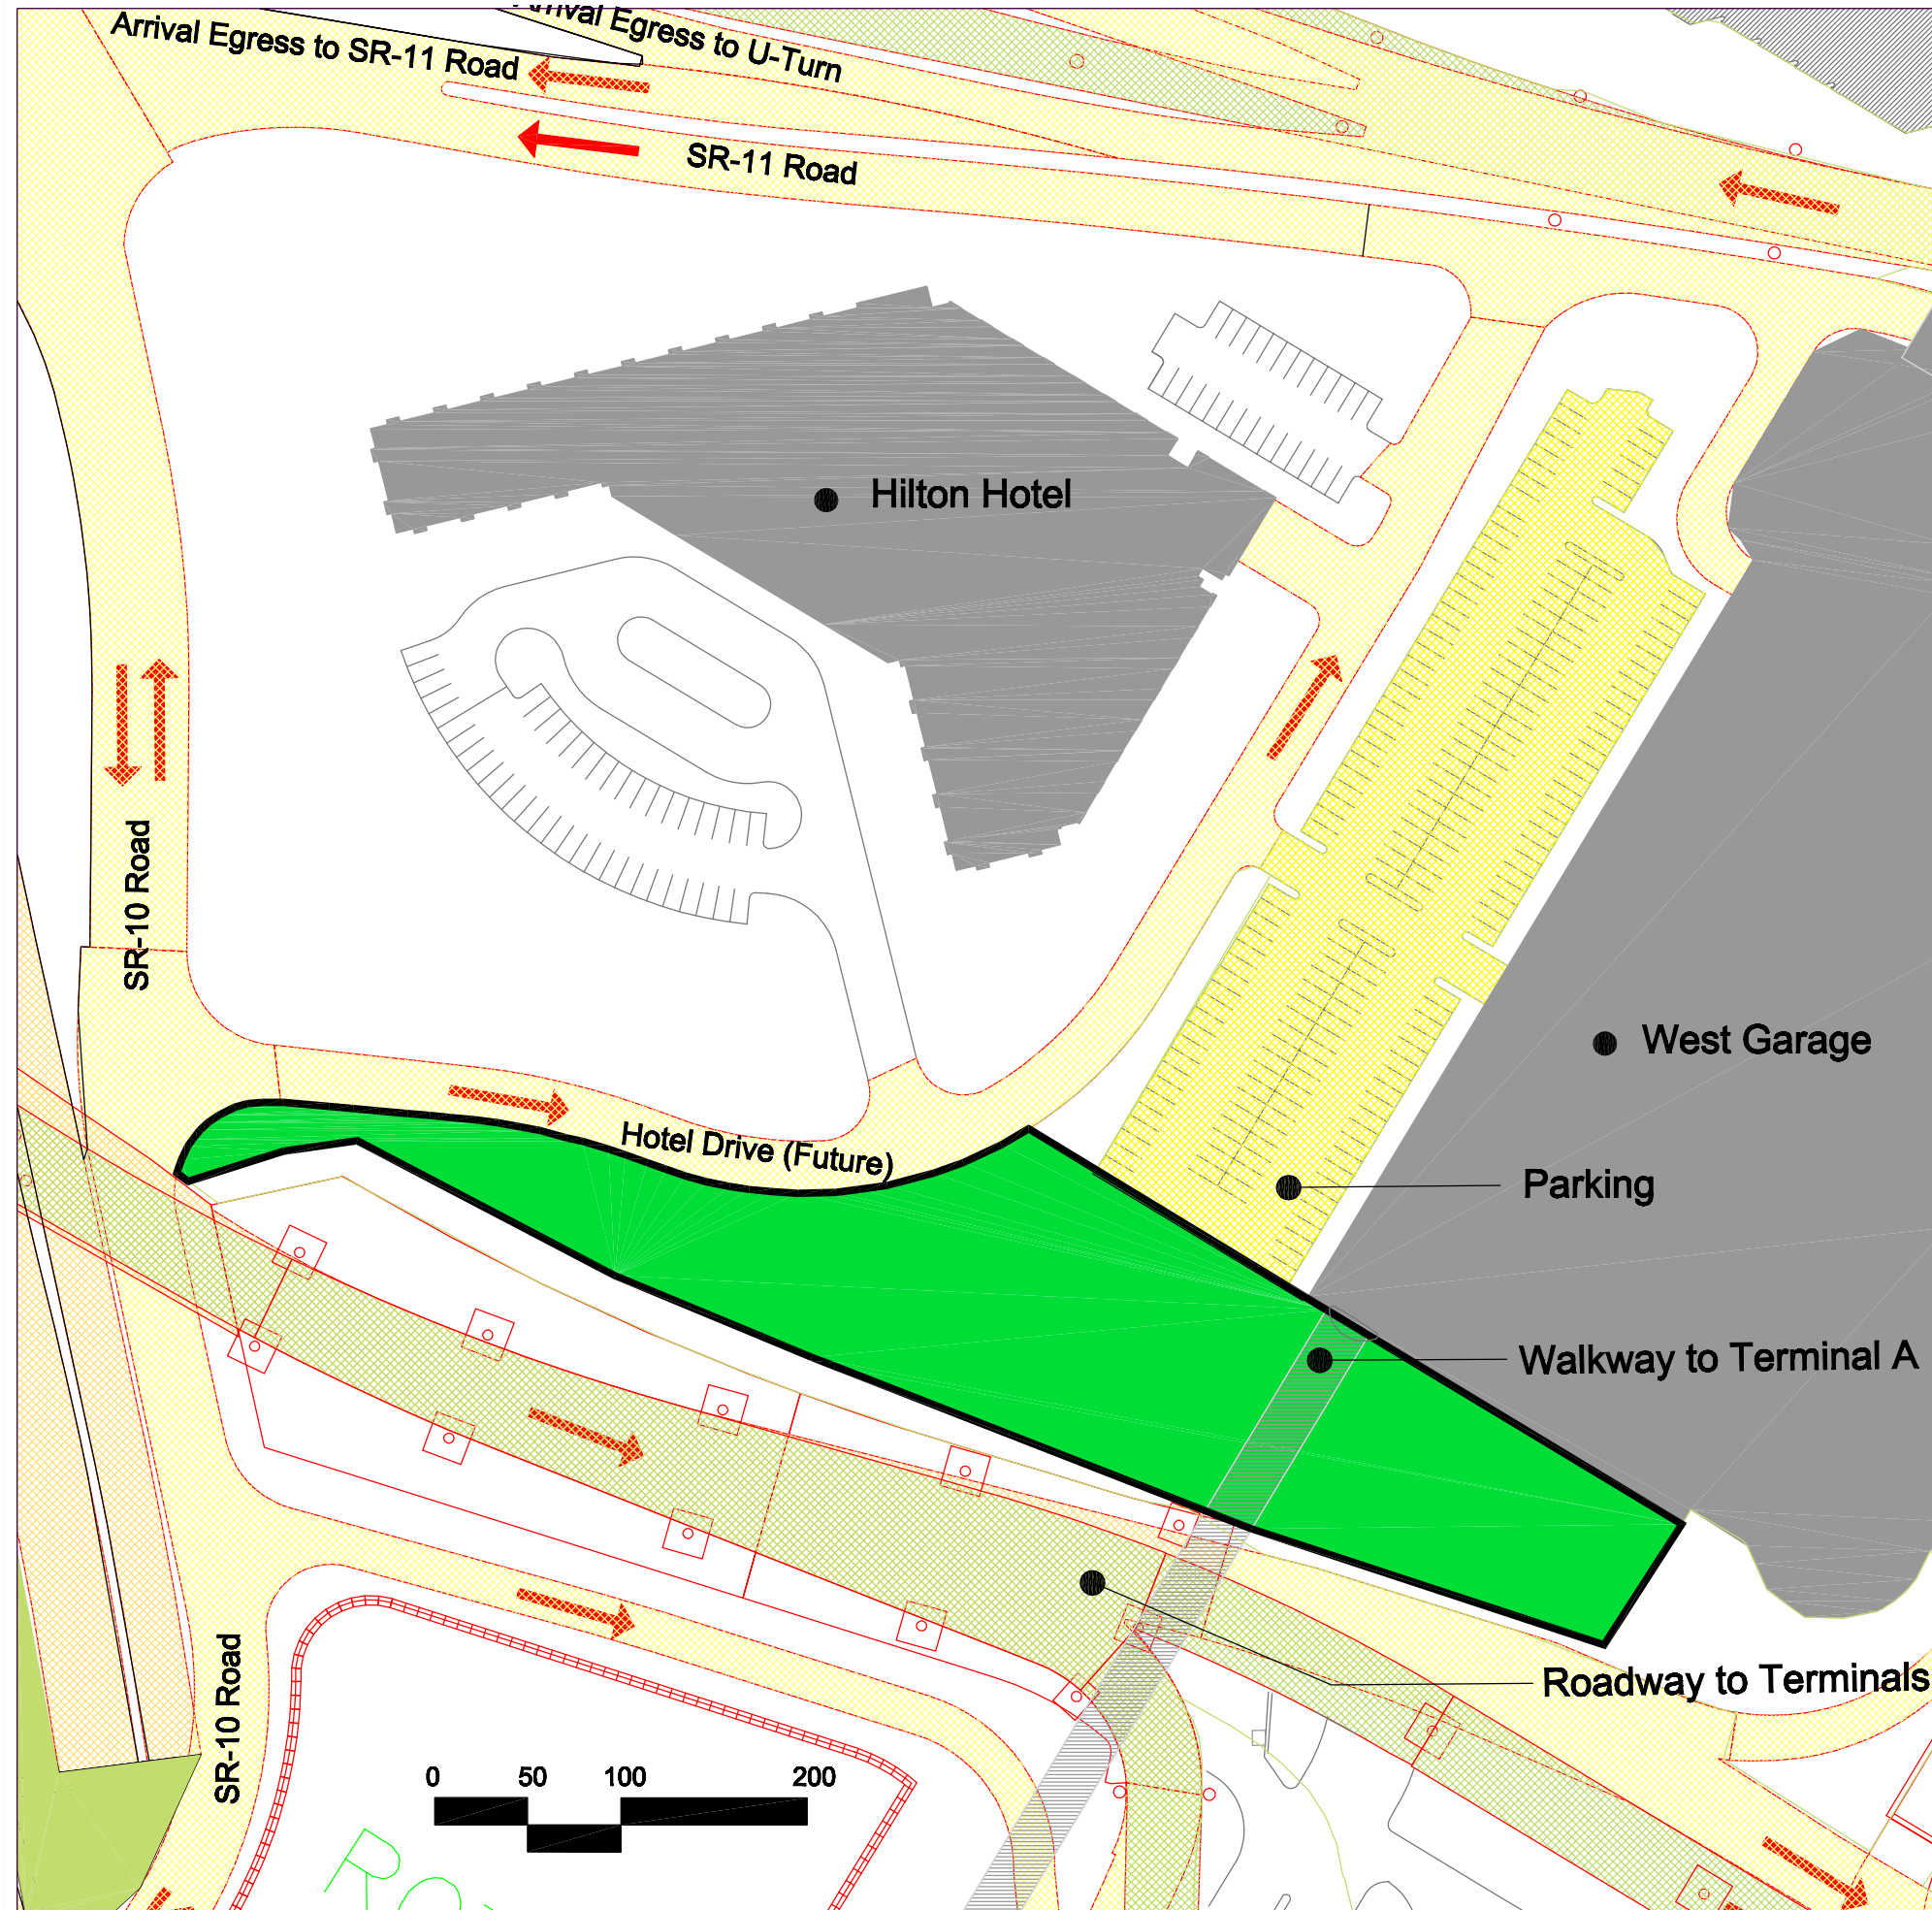 Arrival Egress to U-Turn
Arrival Egress to SR-11 Road
SR-11 Road
Hilton Hotel
SR-10 Road
West Garage
Hotel Drive (Future)
Parking
Walkway to Terminal A
Roadway to Terminals
SR-10 Road
0 50 100 200